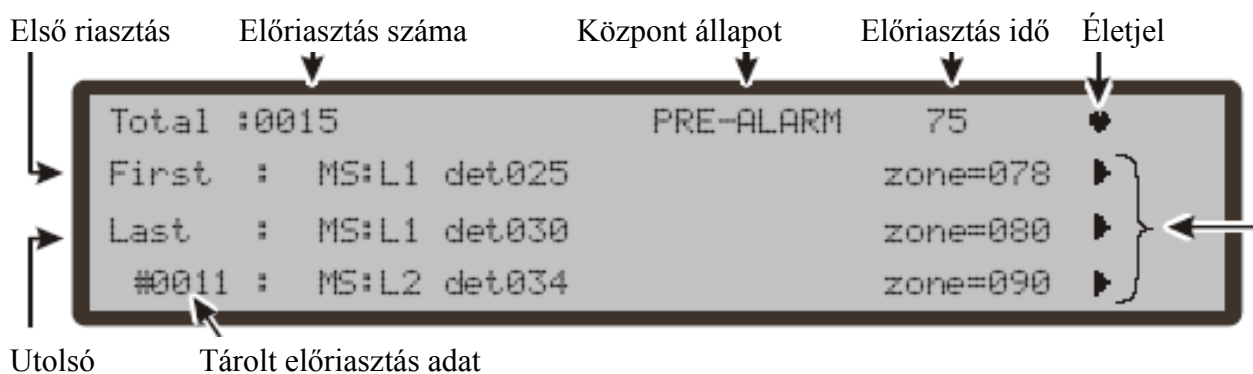 Első riasztás Előriasztás száma Központ állapot Előriasztás idő Életjel
Total :0015 PRE-ALARM 75
First : MS:L1 det025 zone=078
Last : MS:L1 det030 zone=080
#0011 : MS:L2 det034 zone=090
Utolsó Tárolt előriasztás adat